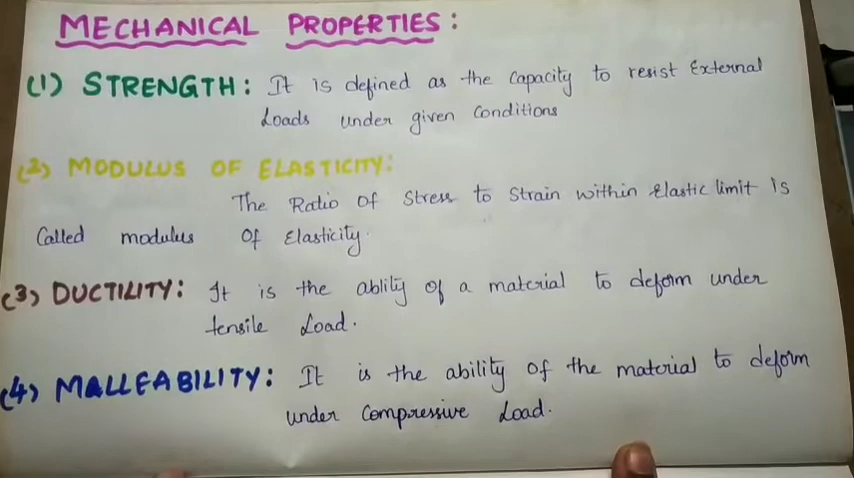 MECHANICAL PROPERTIES:
(1) STRENGTH: It is defined as the Capacity to resist External
Loads under given Conditions
(2) MODULUS OF ELASTICITY:
The Ratio Of Stress to Strain within Elastic limit is
Called modulus Of Elasticity.
(3) DUCTILITY: It is the ablity of a material to deform under
tensile Load.
(4) MALLEABILITY: It is the ability of the material to deform
under Compressive Load.